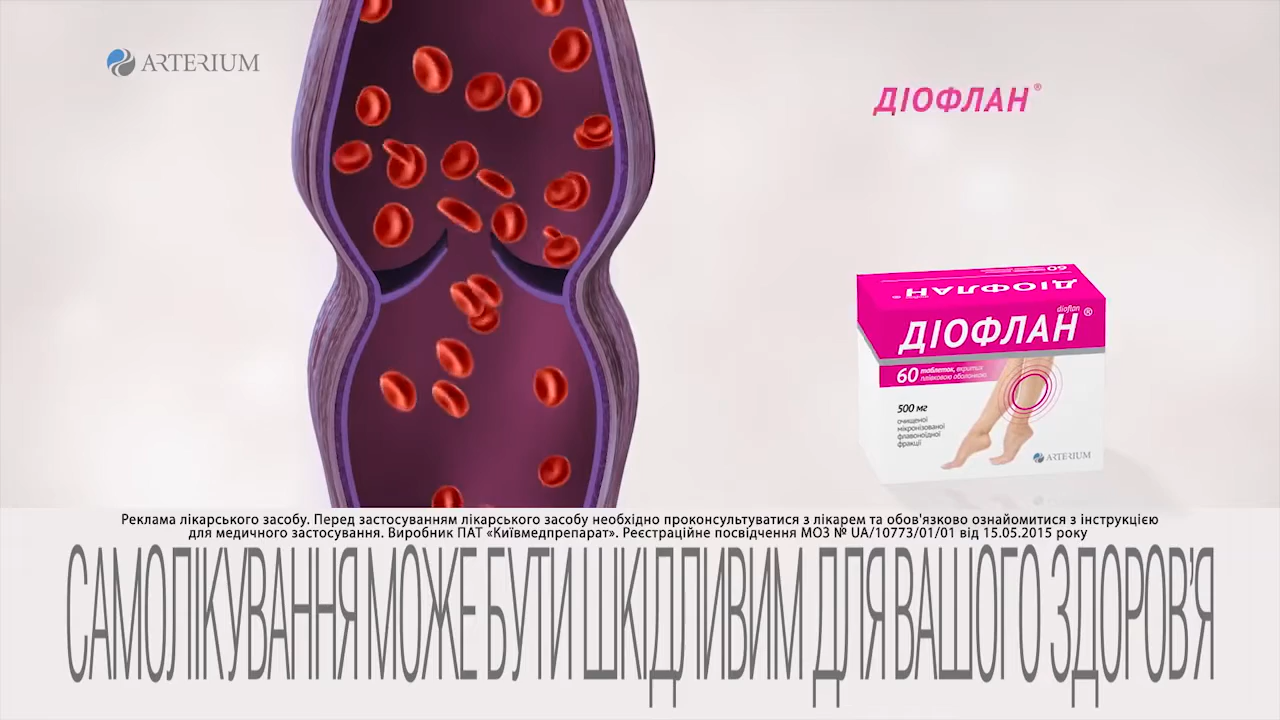 ARTERIUM
ДІОФЛАН®
60
ДІОФЛАН®
dioflan
ДІОФЛАН®
60 таблеток, вкритих
плівковою оболонкою
500 мг
очищеної
мікронізованої
флавоноїдної
фракції
ARTERIUM
Реклама лікарського засобу. Перед застосуванням лікарського засобу необхідно проконсультуватися з лікарем та обов'язково ознайомитися з інструкцією
для медичного застосування. Виробник ПАТ «Київмедпрепарат». Реєстраційне посвідчення МОЗ № UA/10773/01/01 від 15.05.2015 року
САМОЛІКУВАННЯ МОЖЕ БУТИ ШКІДЛИВИМ ДЛЯ ВАШОГО ЗДОРОВ'Я